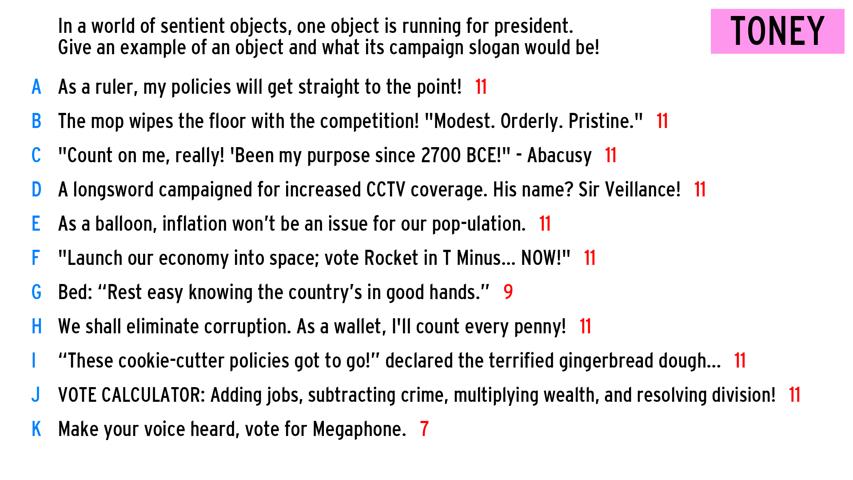 In a world of sentient objects, one object is running for president.
Give an example of an object and what its campaign slogan would be!
TONEY
A As a ruler, my policies will get straight to the point! 11
B The mop wipes the floor with the competition! "Modest. Orderly. Pristine." 11
C "Count on me, really! 'Been my purpose since 2700 BCE!" - Abacusy 11
D A longsword campaigned for increased CCTV coverage. His name? Sir Veillance! 11
E As a balloon, inflation won't be an issue for our pop-ulation. 11
F "Launch our economy into space; vote Rocket in T Minus... NOW!" 11
G Bed: “Rest easy knowing the country’s in good hands.” 9
H We shall eliminate corruption. As a wallet, I'll count every penny! 11
I “These cookie-cutter policies got to go!” declared the terrified gingerbread dough... 11
J VOTE CALCULATOR: Adding jobs, subtracting crime, multiplying wealth, and resolving division! 11
K Make your voice heard, vote for Megaphone. 7